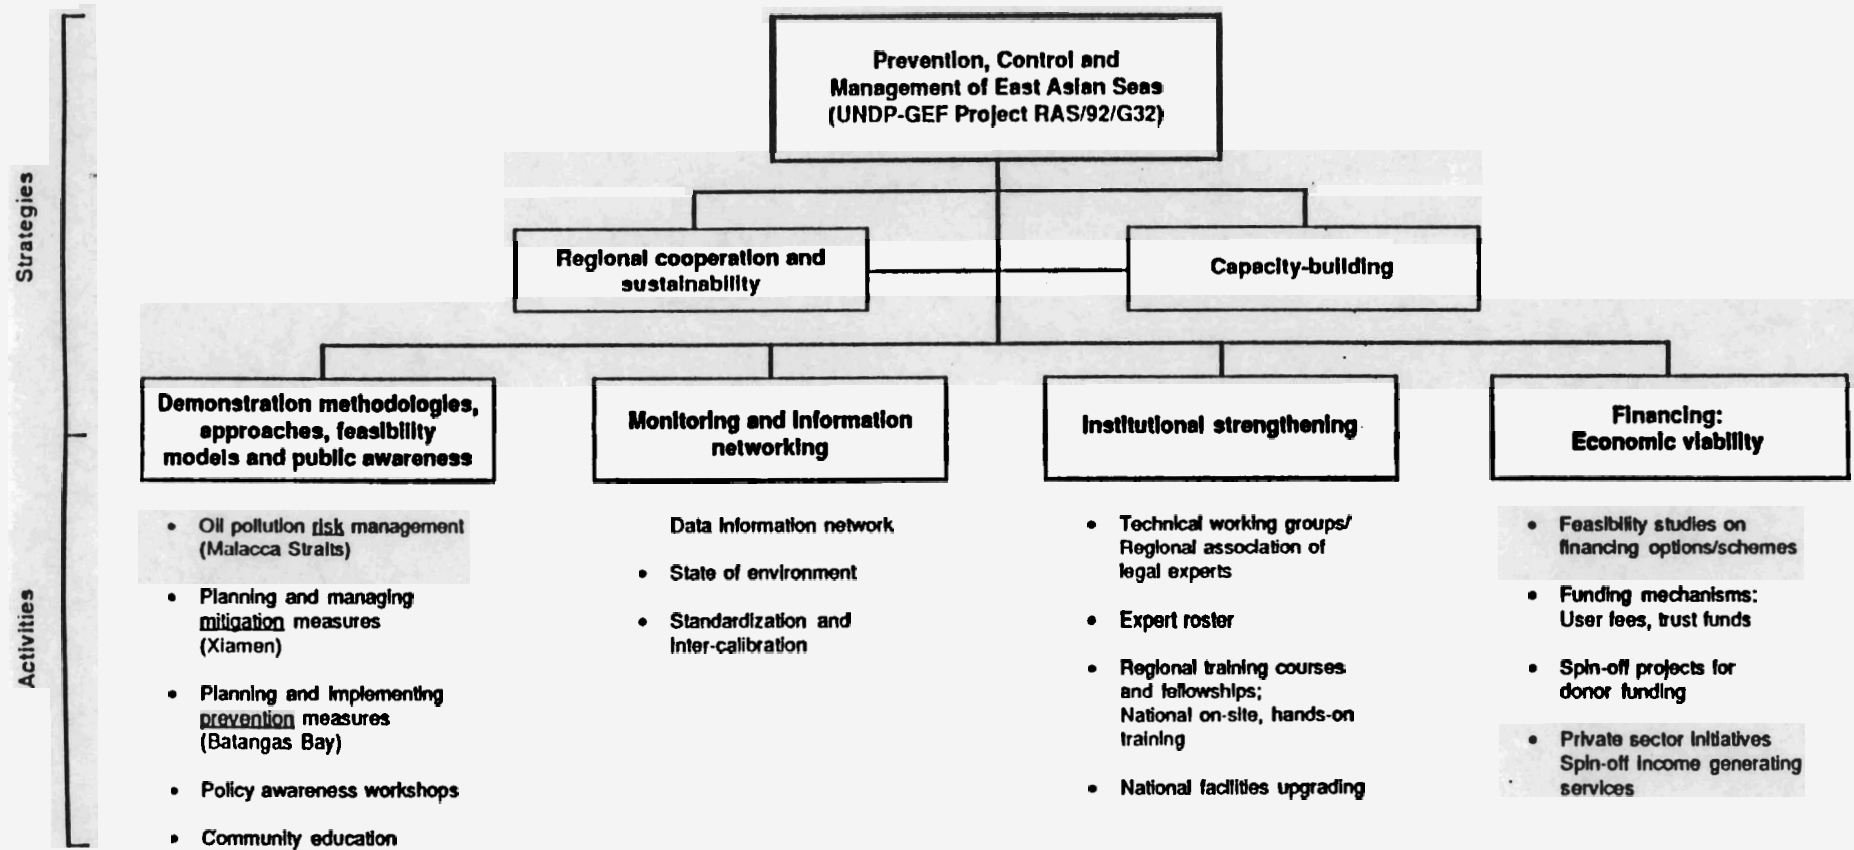 Prevention, Control and
Management of East Asian Seas
(UNDP-GEF Project RAS/92/G32)
Strategies
Regional cooperation and
sustainability
Capacity-building
Demonstration methodologies,
approaches, feasibility
models and public awareness
Monitoring and information
networking
Institutional strengthening
Financing:
Economic viability
Activities
• Oil pollution risk management
(Malacca Straits)
• Planning and managing
mitigation measures
(Xiamen)
• Planning and implementing
prevention measures
(Batangas Bay)
• Policy awareness workshops
• Community education
Data information network
• State of environment
• Standardization and
inter-calibration
• Technical working groups/
Regional association of
legal experts
• Expert roster
• Regional training courses
and fellowships;
National on-site, hands-on
training
• National facilities upgrading
• Feasibility studies on
financing options/schemes
• Funding mechanisms:
User fees, trust funds
• Spin-off projects for
donor funding
• Private sector initiatives
Spin-off income generating
services